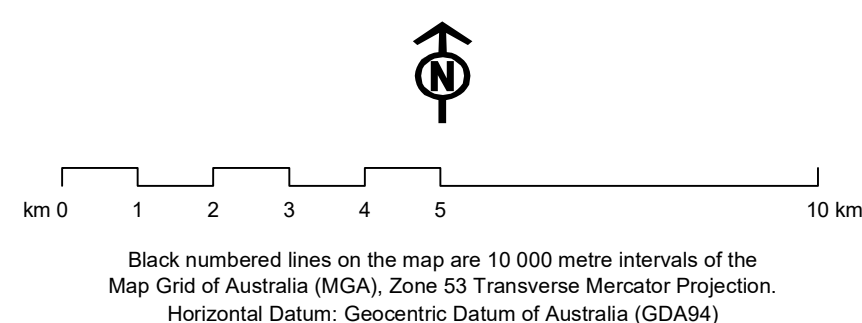 N
km 0 1 2 3 4 5 10 km
Black numbered lines on the map are 10 000 metre intervals of the
Map Grid of Australia (MGA), Zone 53 Transverse Mercator Projection.
Horizontal Datum: Geocentric Datum of Australia (GDA94)